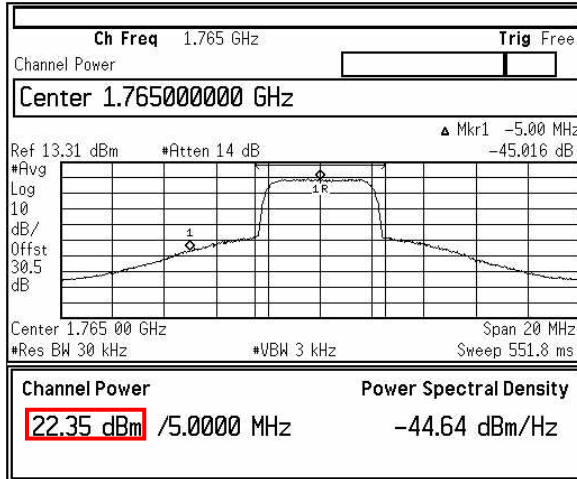 Ch Freq 1.765 GHz Trig Free
Channel Power
Center 1.765000000 GHz
Δ Mkr1 -5.00 MHz
Ref 13.31 dBm #Atten 14 dB -45.016 dB
#Avg
Log
10
dB/
Offst
30.5
dB
1R
1
Center 1.765 00 GHz Span 20 MHz
#Res BW 30 kHz #VBW 3 kHz Sweep 551.8 ms
Channel Power Power Spectral Density
22.35 dBm /5.0000 MHz -44.64 dBm/Hz